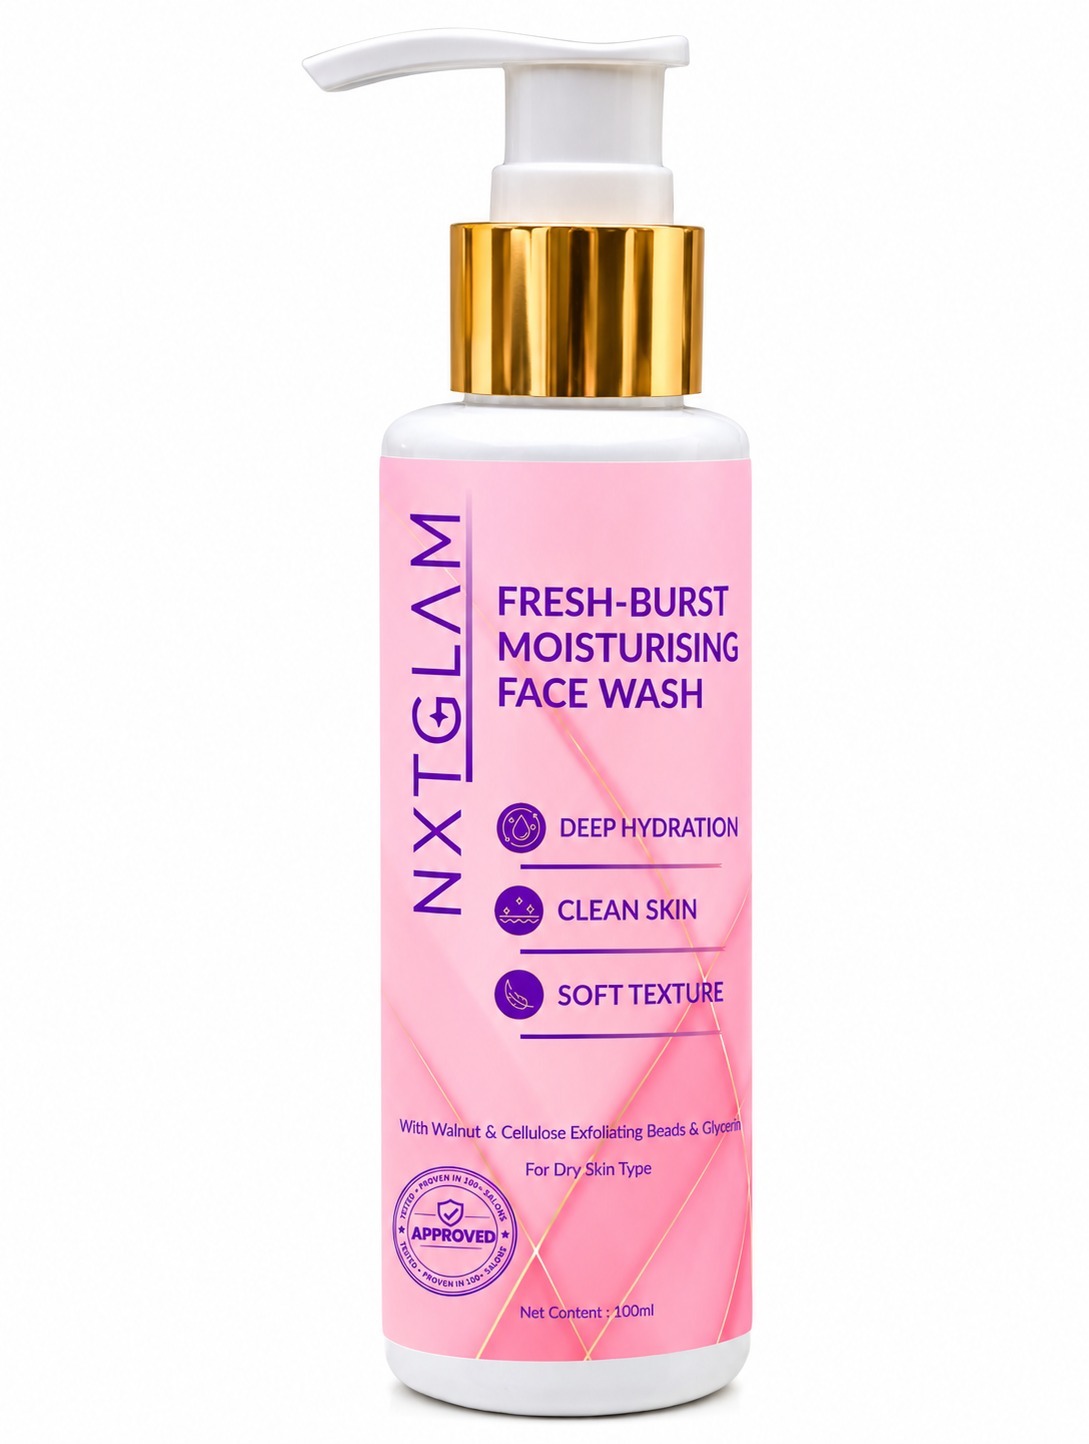 NXTGLAM
FRESH-BURST
MOISTURISING
FACE WASH
DEEP HYDRATION
CLEAN SKIN
SOFT TEXTURE
With Walnut & Cellulose Exfoliating Beads & Glycerin
For Dry Skin Type
TESTED • PROVEN IN 100+ SALONS
APPROVED
TESTED • PROVEN IN 100+ SALONS
Net Content : 100ml